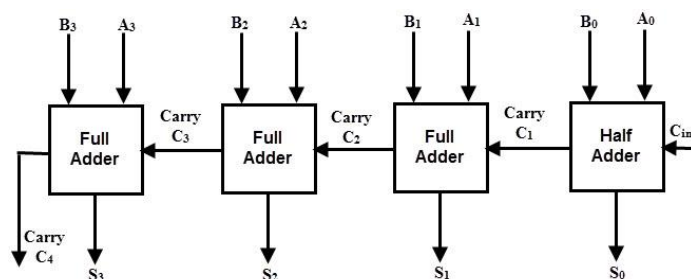 B3 A3 B2 A2 B1 A1 B0 A0
Full Adder
Carry C3
Full Adder
Carry C2
Full Adder
Carry C1
Half Adder
Cin
Carry C4
S3 S2 S1 S0